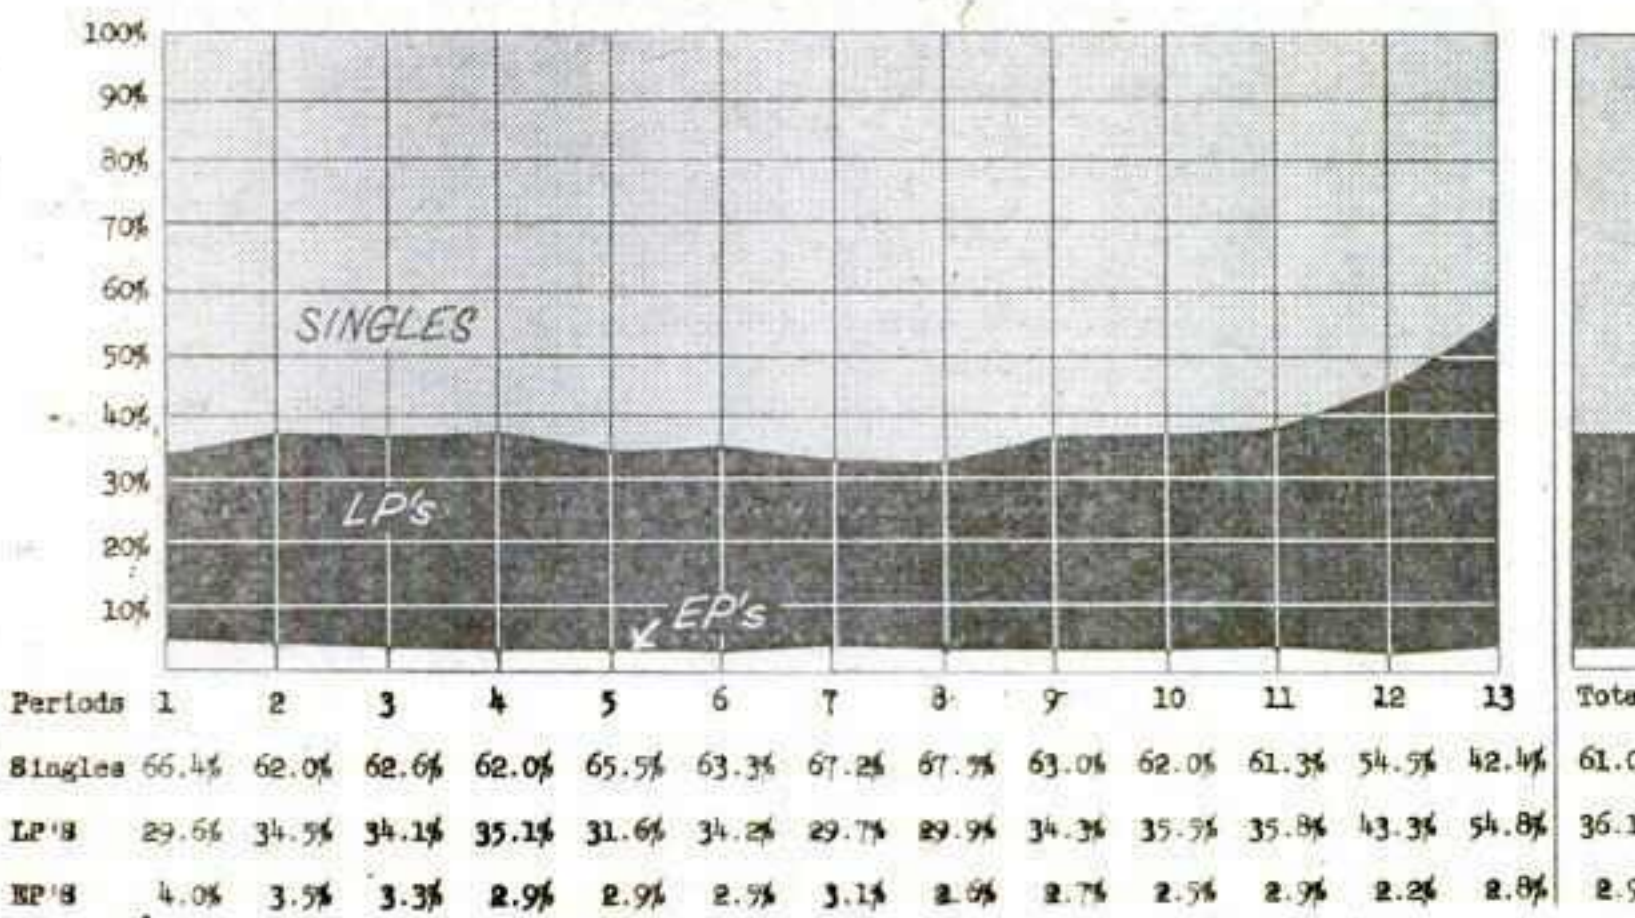 100%
90%
80%
70%
60%
SINGLES
50%
40%
30%
LP's
20%
EP's
10%
Periods 1 2 3 4 5 6 7 8 9 10 11 12 13 Tota
Singles 66.4% 62.0% 62.6% 62.0% 65.5% 63.3% 67.2% 67.5% 63.0% 62.0% 61.3% 54.5% 42.4% 61.0
LP'S 29.6% 34.5% 34.1% 35.1% 31.6% 34.2% 29.7% 29.9% 34.3% 35.5% 35.8% 43.3% 54.8% 36.1
EP'S 4.0% 3.5% 3.3% 2.9% 2.9% 2.5% 3.1% 2.6% 2.7% 2.5% 2.9% 2.2% 2.8% 2.9